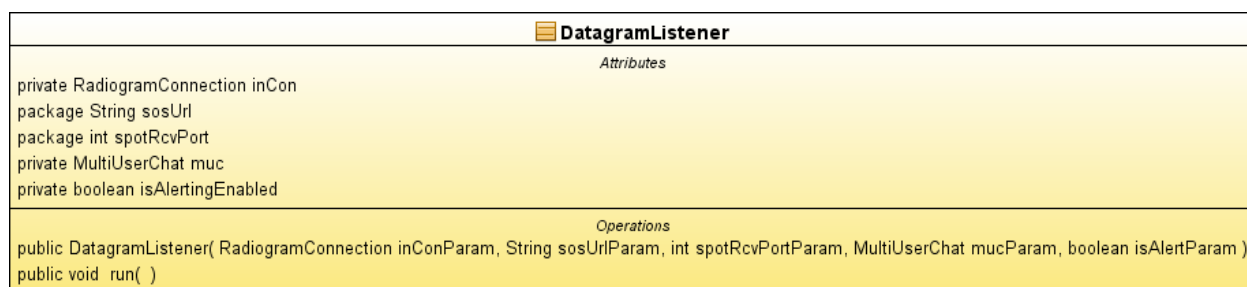 DatagramListener
Attributes
private RadiogramConnection inCon
package String sosUrl
package int spotRcvPort
private MultiUserChat muc
private boolean isAlertingEnabled
Operations
public DatagramListener( RadiogramConnection inConParam, String sosUrlParam, int spotRcvPortParam, MultiUserChat mucParam, boolean isAlertParam )
public void run( )